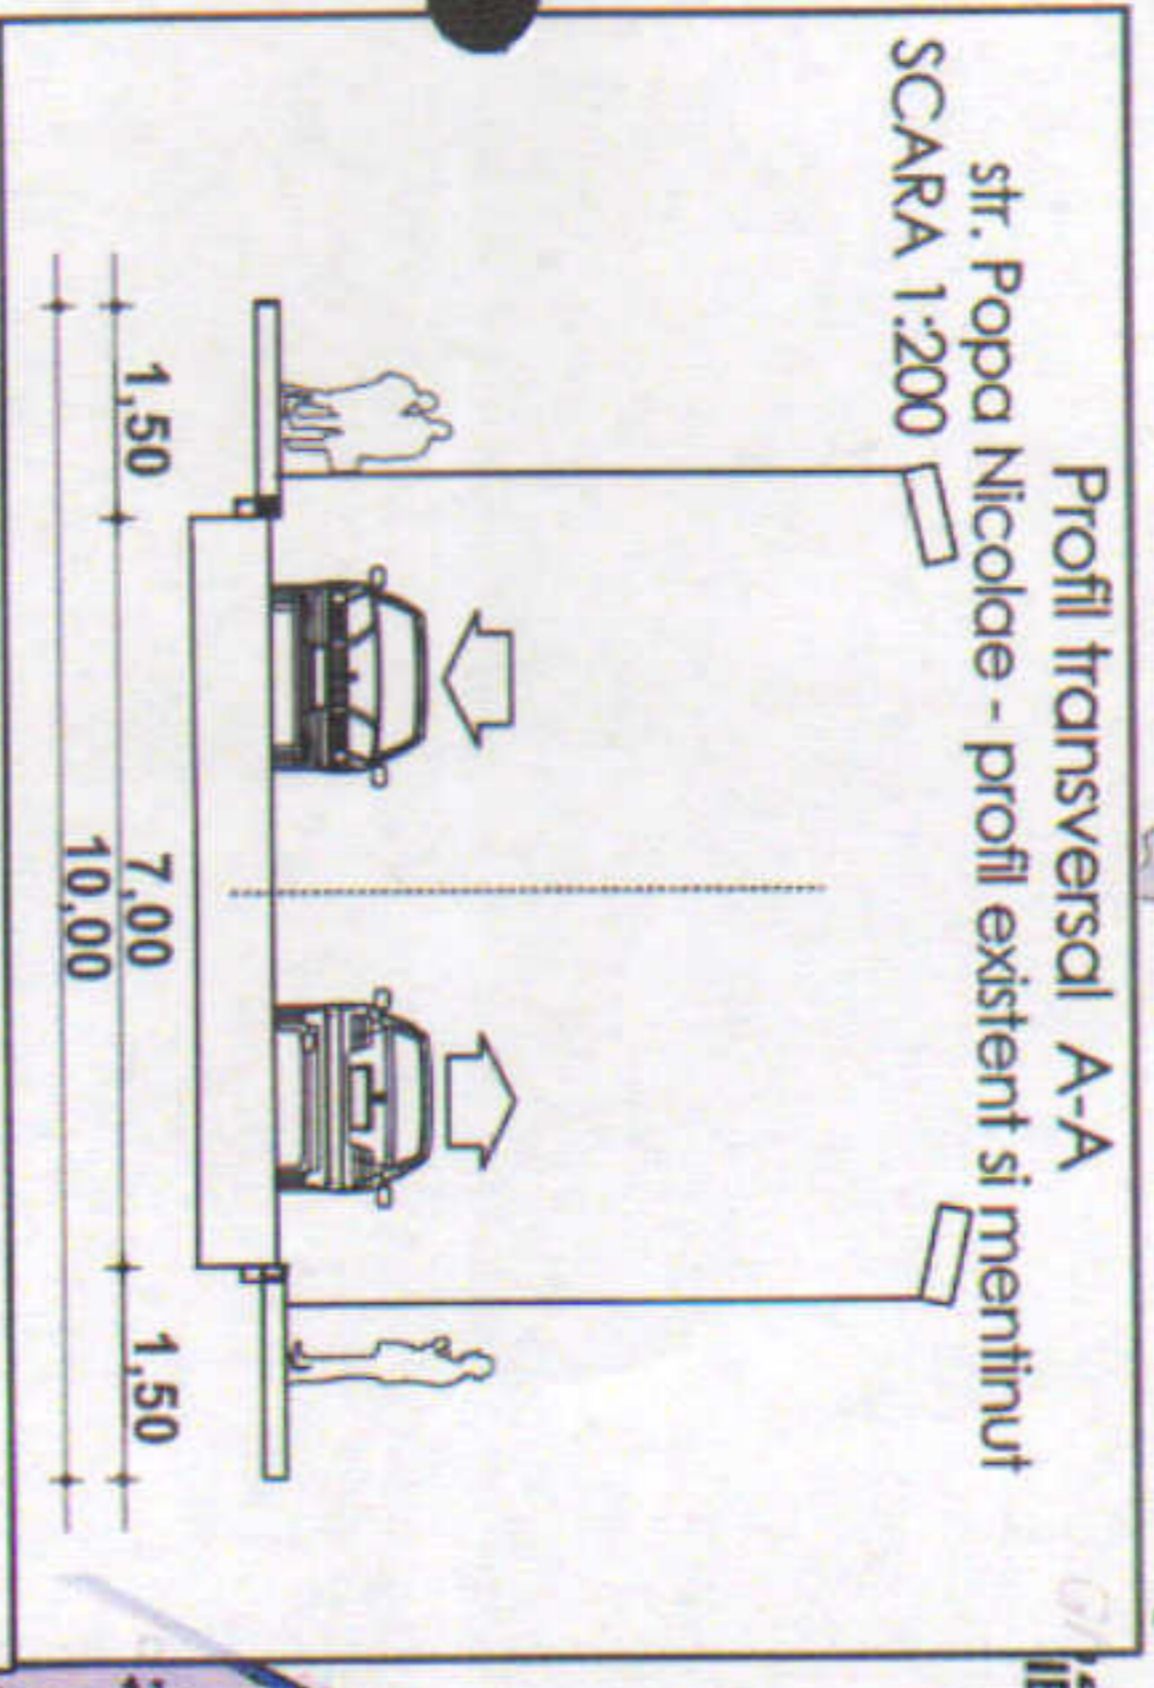 Profil transversal A-A
str. Popa Nicolae - profil existent si mentinut
SCARA 1:200
1,50
7,00
1,50
10,00